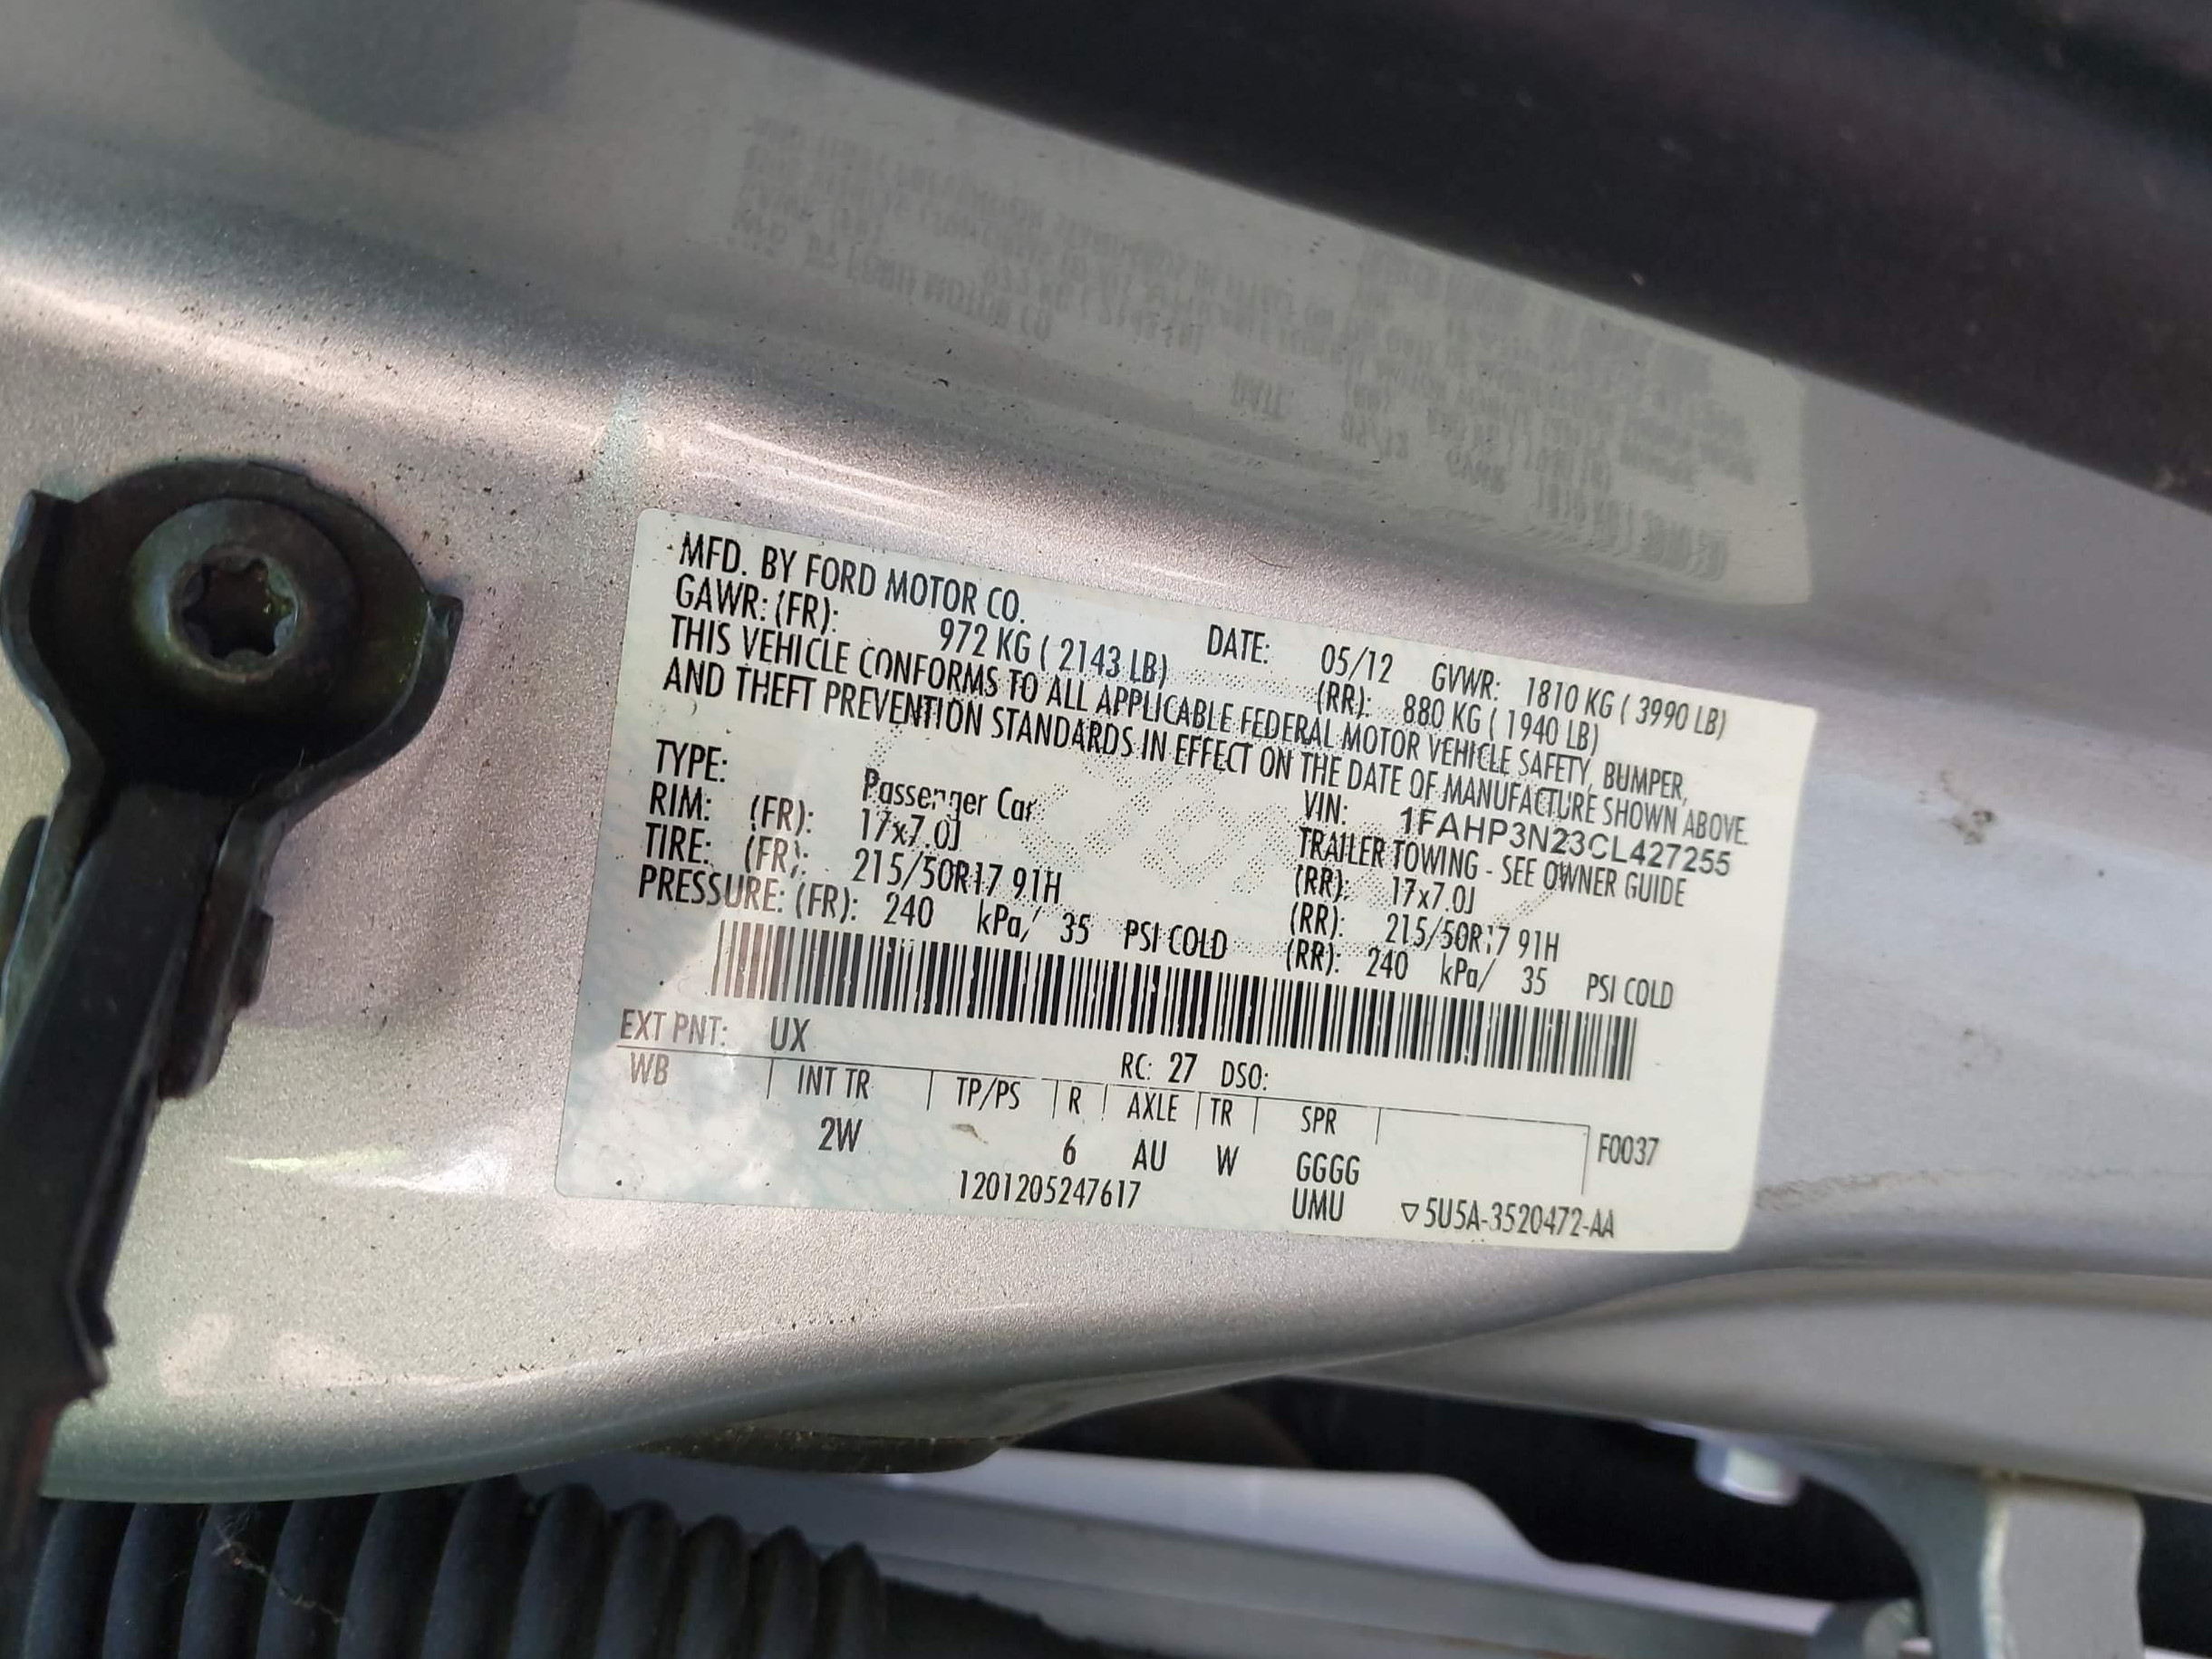 MFD. BY FORD MOTOR CO.
DATE: 05/12 GVWR: 1810 KG ( 3990 LB)
GAWR: (FR): 972 KG ( 2143 LB) (RR): 880 KG ( 1940 LB)
THIS VEHICLE CONFORMS TO ALL APPLICABLE FEDERAL MOTOR VEHICLE SAFETY, BUMPER,
AND THEFT PREVENTION STANDARDS IN EFFECT ON THE DATE OF MANUFACTURE SHOWN ABOVE.
VIN: 1FAHP3N23CL427255
TYPE: Passenger Car TRAILER TOWING - SEE OWNER GUIDE
RIM: (FR): 17x7.0J (RR): 17x7.0J
TIRE: (FR): 215/50R17 91H (RR): 215/50R17 91H
PRESSURE: (FR): 240 kPa/ 35 PSI COLD (RR): 240 kPa/ 35 PSI COLD
EXT PNT: UX RC: 27 DSO:
WB INT TR TP/PS R AXLE TR SPR F0037
2W 6 AU W GGGG
1201205247617 UMU ▽5U5A-3520472-AA